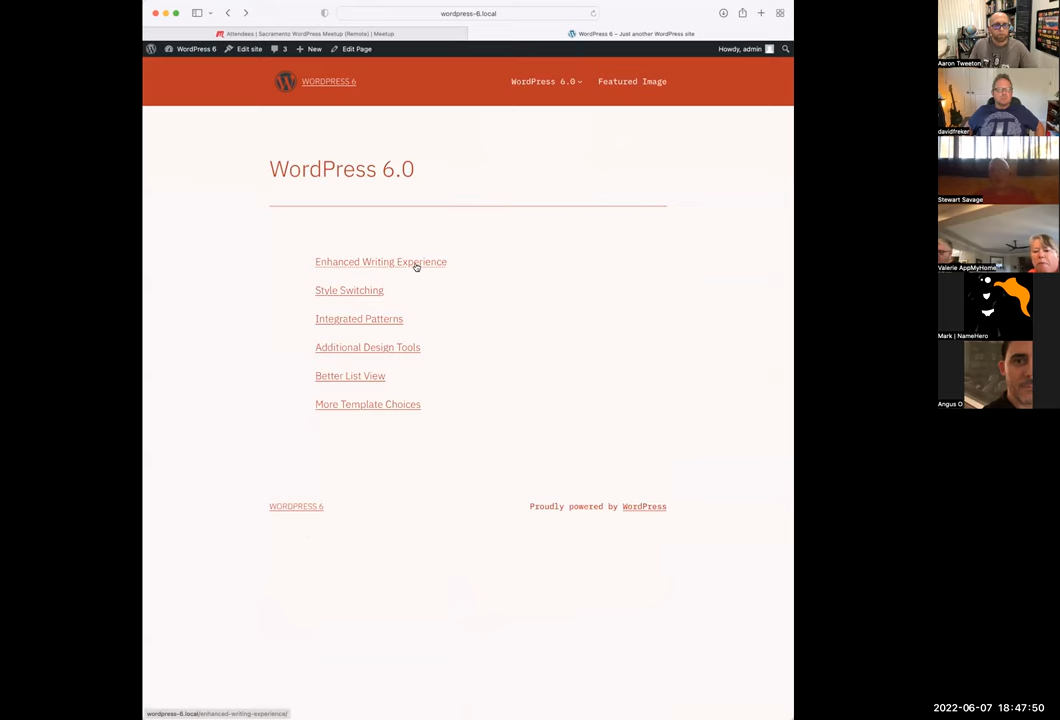 wordpress-6.local
Attendees | Sacramento WordPress Meetup (Remote) | Meetup
WordPress 6 – Just another WordPress site
WordPress 6
Edit site
3
New
Edit Page
Howdy, admin
WORDPRESS 6
WordPress 6.0
Featured Image
WordPress 6.0
Enhanced Writing Experience
Style Switching
Integrated Patterns
Additional Design Tools
Better List View
More Template Choices
WORDPRESS 6
Proudly powered by WordPress
wordpress-6.local/enhanced-writing-experience/
Aaron Tweeton
davidfreker
Stewart Savage
Valerie AppMyHome
Mark | NameHero
Angus O
2022-06-07 18:47:50